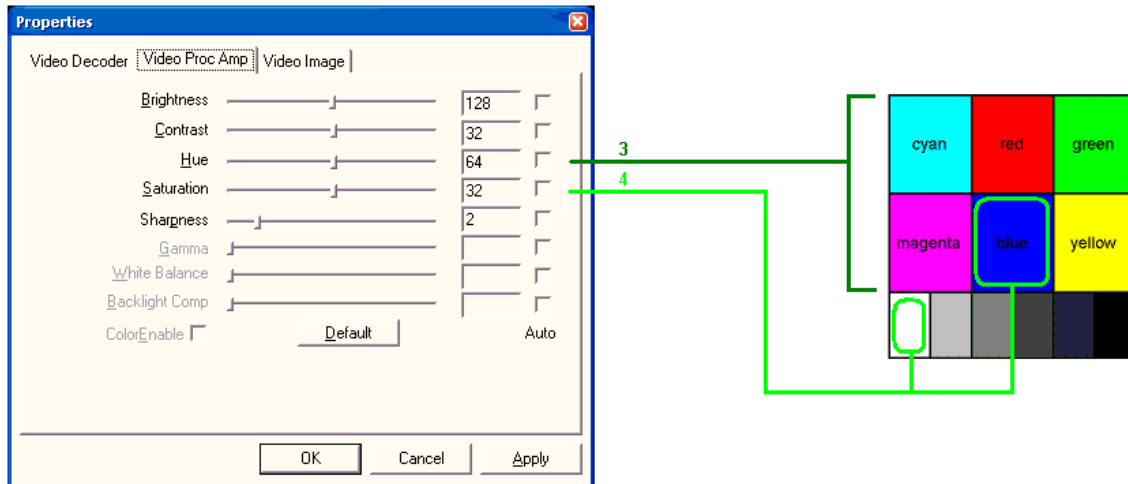 Properties
Video Decoder Video Proc Amp Video Image
Brightness 128
Contrast 32
Hue 64
Saturation 32
Sharpness 2
Gamma
White Balance
Backlight Comp
ColorEnable Default Auto
OK Cancel Apply
3
4
cyan red green
magenta blue yellow